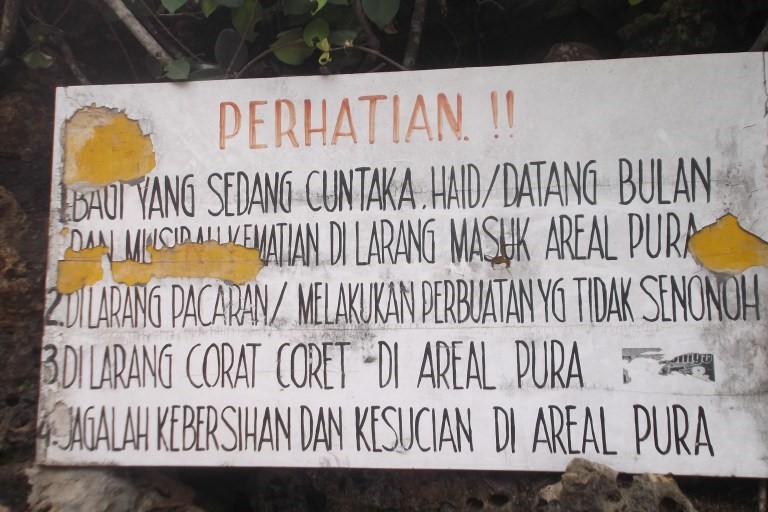 PERHATIAN. !!
1. BAGI YANG SEDANG CUNTAKA, HAID/DATANG BULAN
DAN MUSIBAH KEMATIAN DI LARANG MASUK AREAL PURA
2. DI LARANG PACARAN/ MELAKUKAN PERBUATAN YG TIDAK SENONOH
3. DI LARANG CORAT CORET DI AREAL PURA
4. JAGALAH KEBERSIHAN DAN KESUCIAN DI AREAL PURA